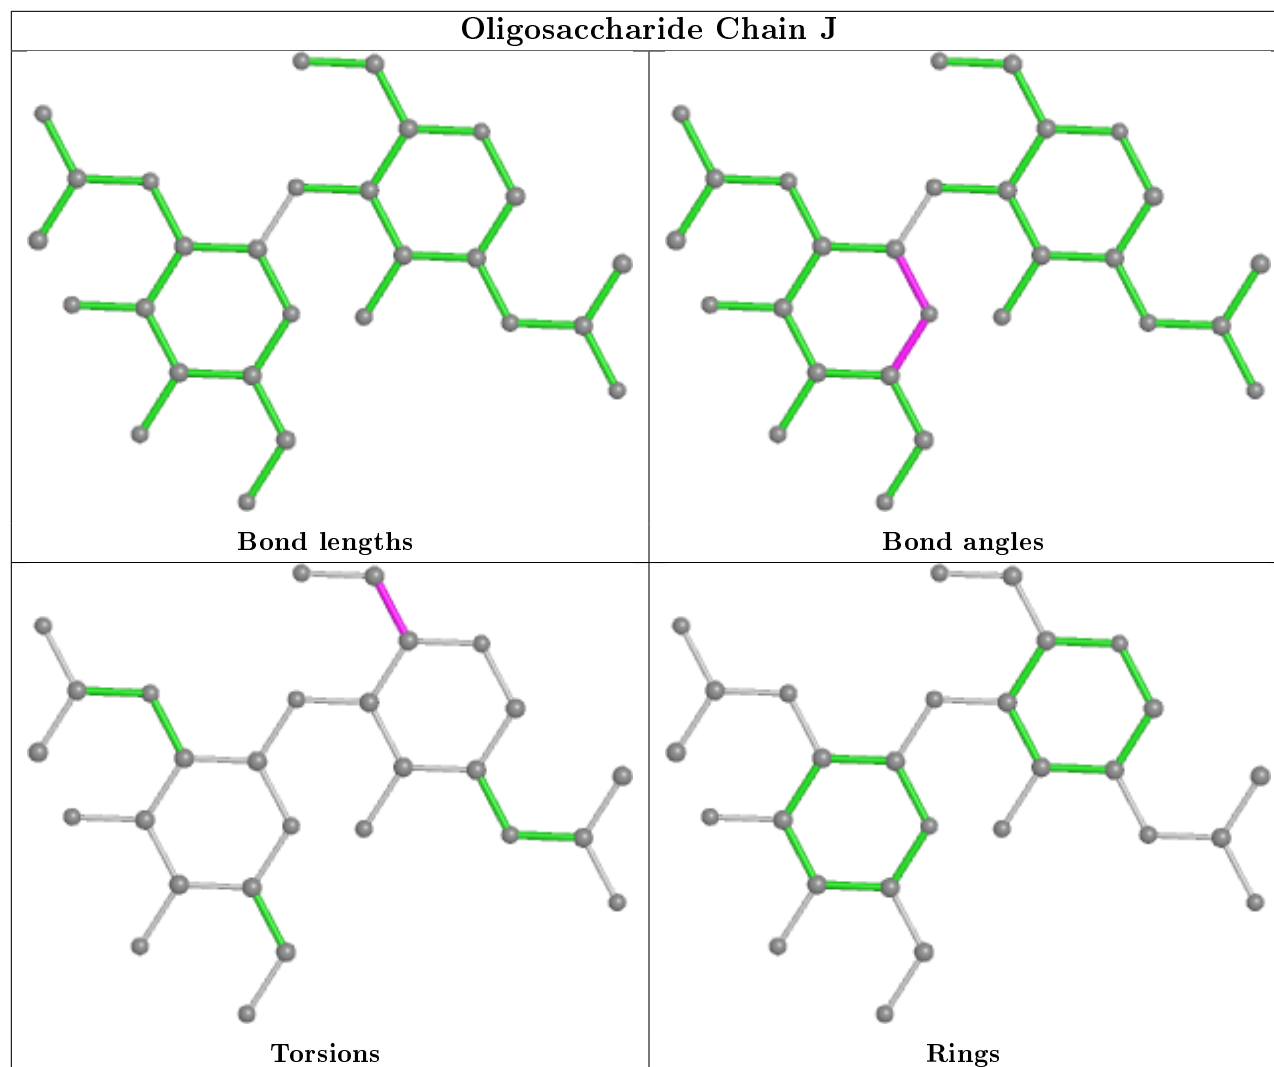 Oligosaccharide Chain J
Bond lengths
Bond angles
Torsions
Rings